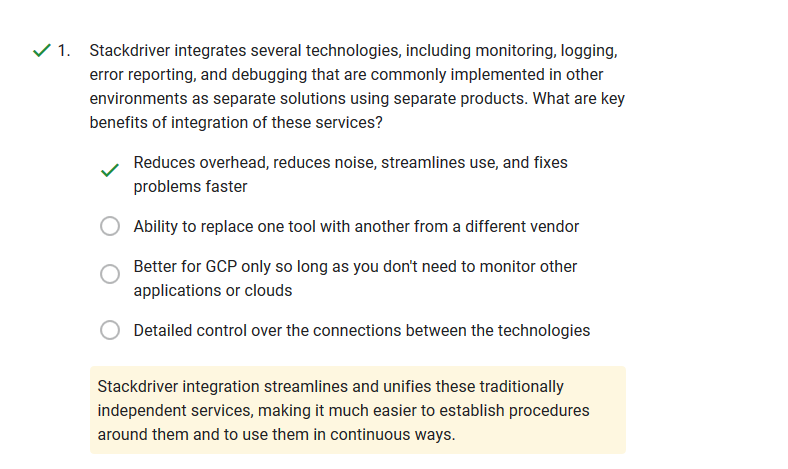 1. Stackdriver integrates several technologies, including monitoring, logging,
error reporting, and debugging that are commonly implemented in other
environments as separate solutions using separate products. What are key
benefits of integration of these services?
Reduces overhead, reduces noise, streamlines use, and fixes
problems faster
Ability to replace one tool with another from a different vendor
Better for GCP only so long as you don't need to monitor other
applications or clouds
Detailed control over the connections between the technologies
Stackdriver integration streamlines and unifies these traditionally
independent services, making it much easier to establish procedures
around them and to use them in continuous ways.